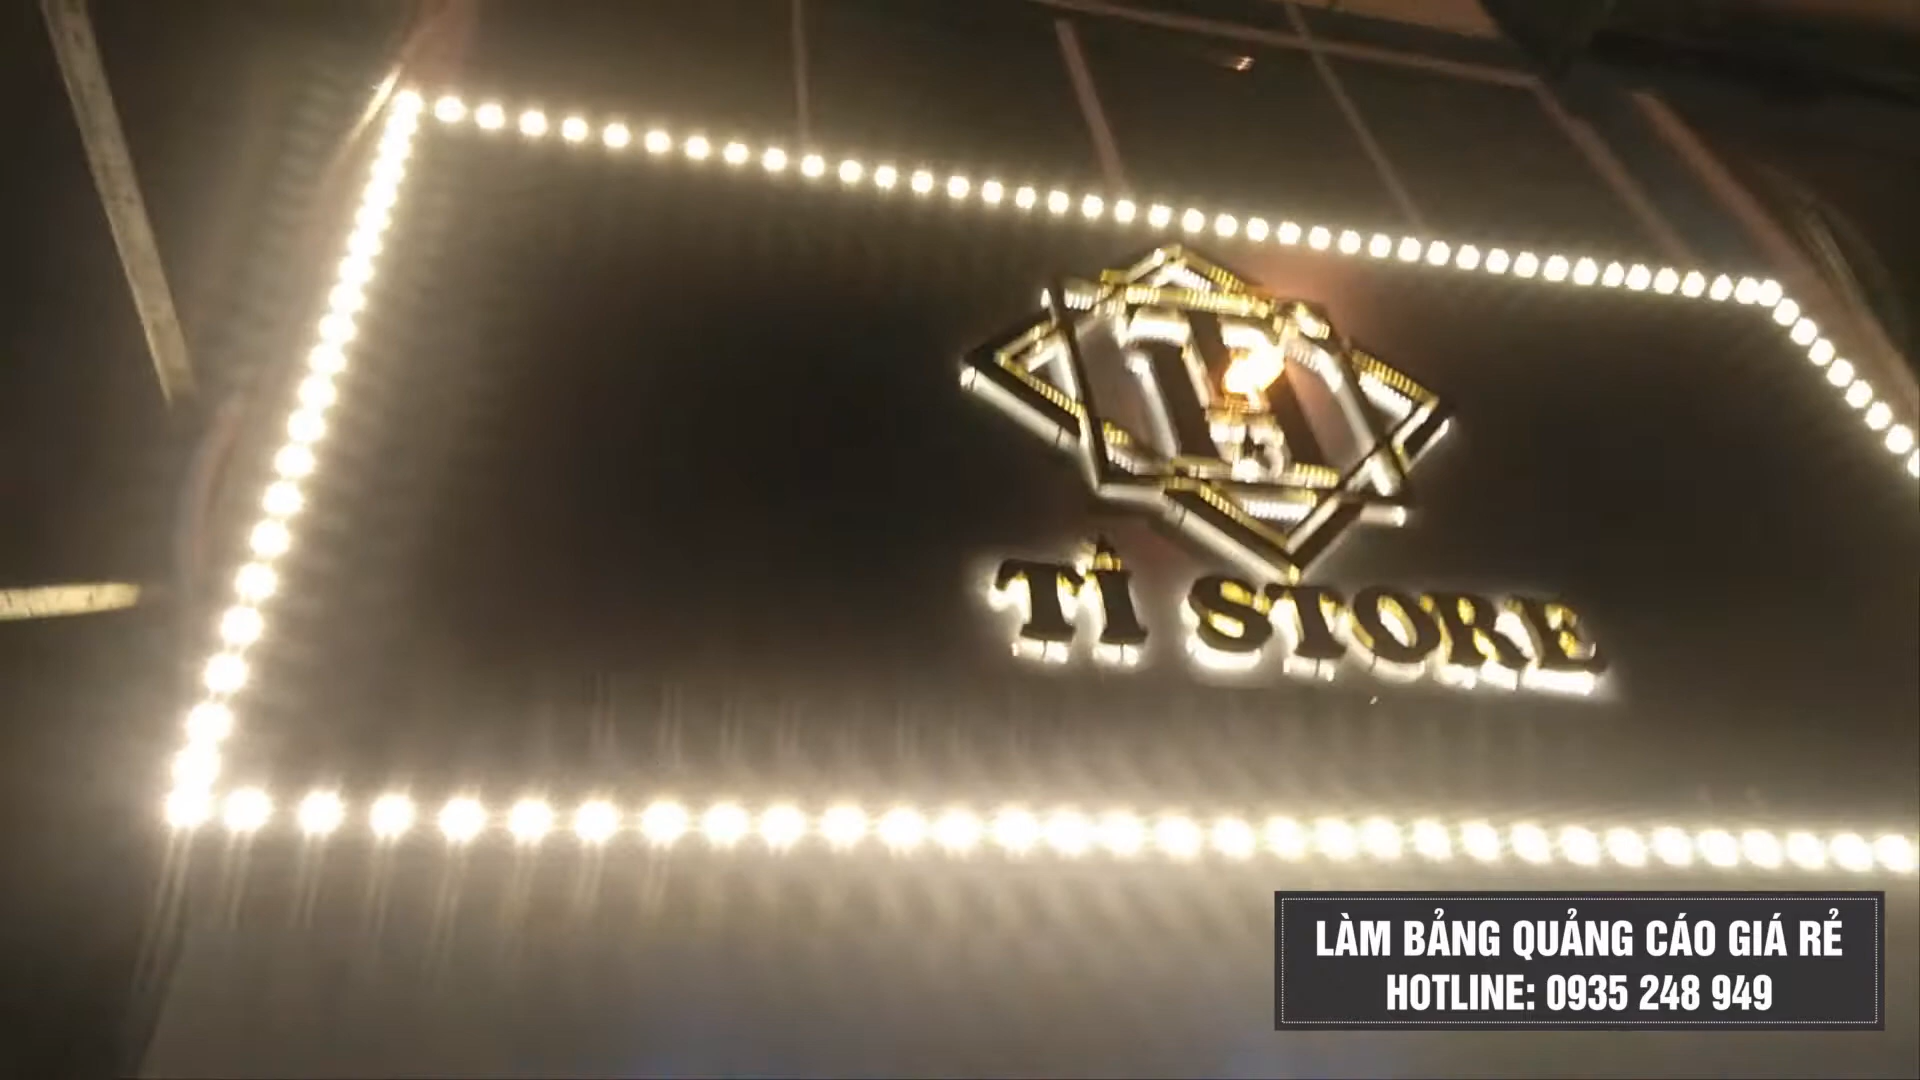 TÌ STORE
LÀM BẢNG QUẢNG CÁO GIÁ RẺ
HOTLINE: 0935 248 949